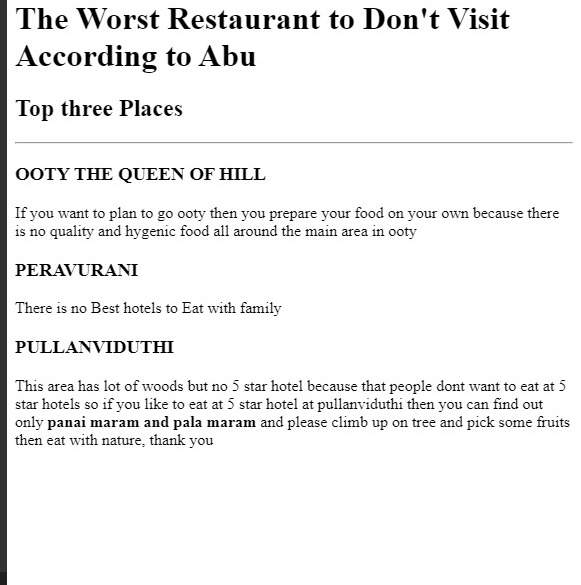 The Worst Restaurant to Don't Visit
According to Abu
Top three Places
OOTY THE QUEEN OF HILL
If you want to plan to go ooty then you prepare your food on your own because there
is no quality and hygenic food all around the main area in ooty
PERAVURANI
There is no Best hotels to Eat with family
PULLANVIDUTHI
This area has lot of woods but no 5 star hotel because that people dont want to eat at 5
star hotels so if you like to eat at 5 star hotel at pullanviduthi then you can find out
only panai maram and pala maram and please climb up on tree and pick some fruits
then eat with nature, thank you